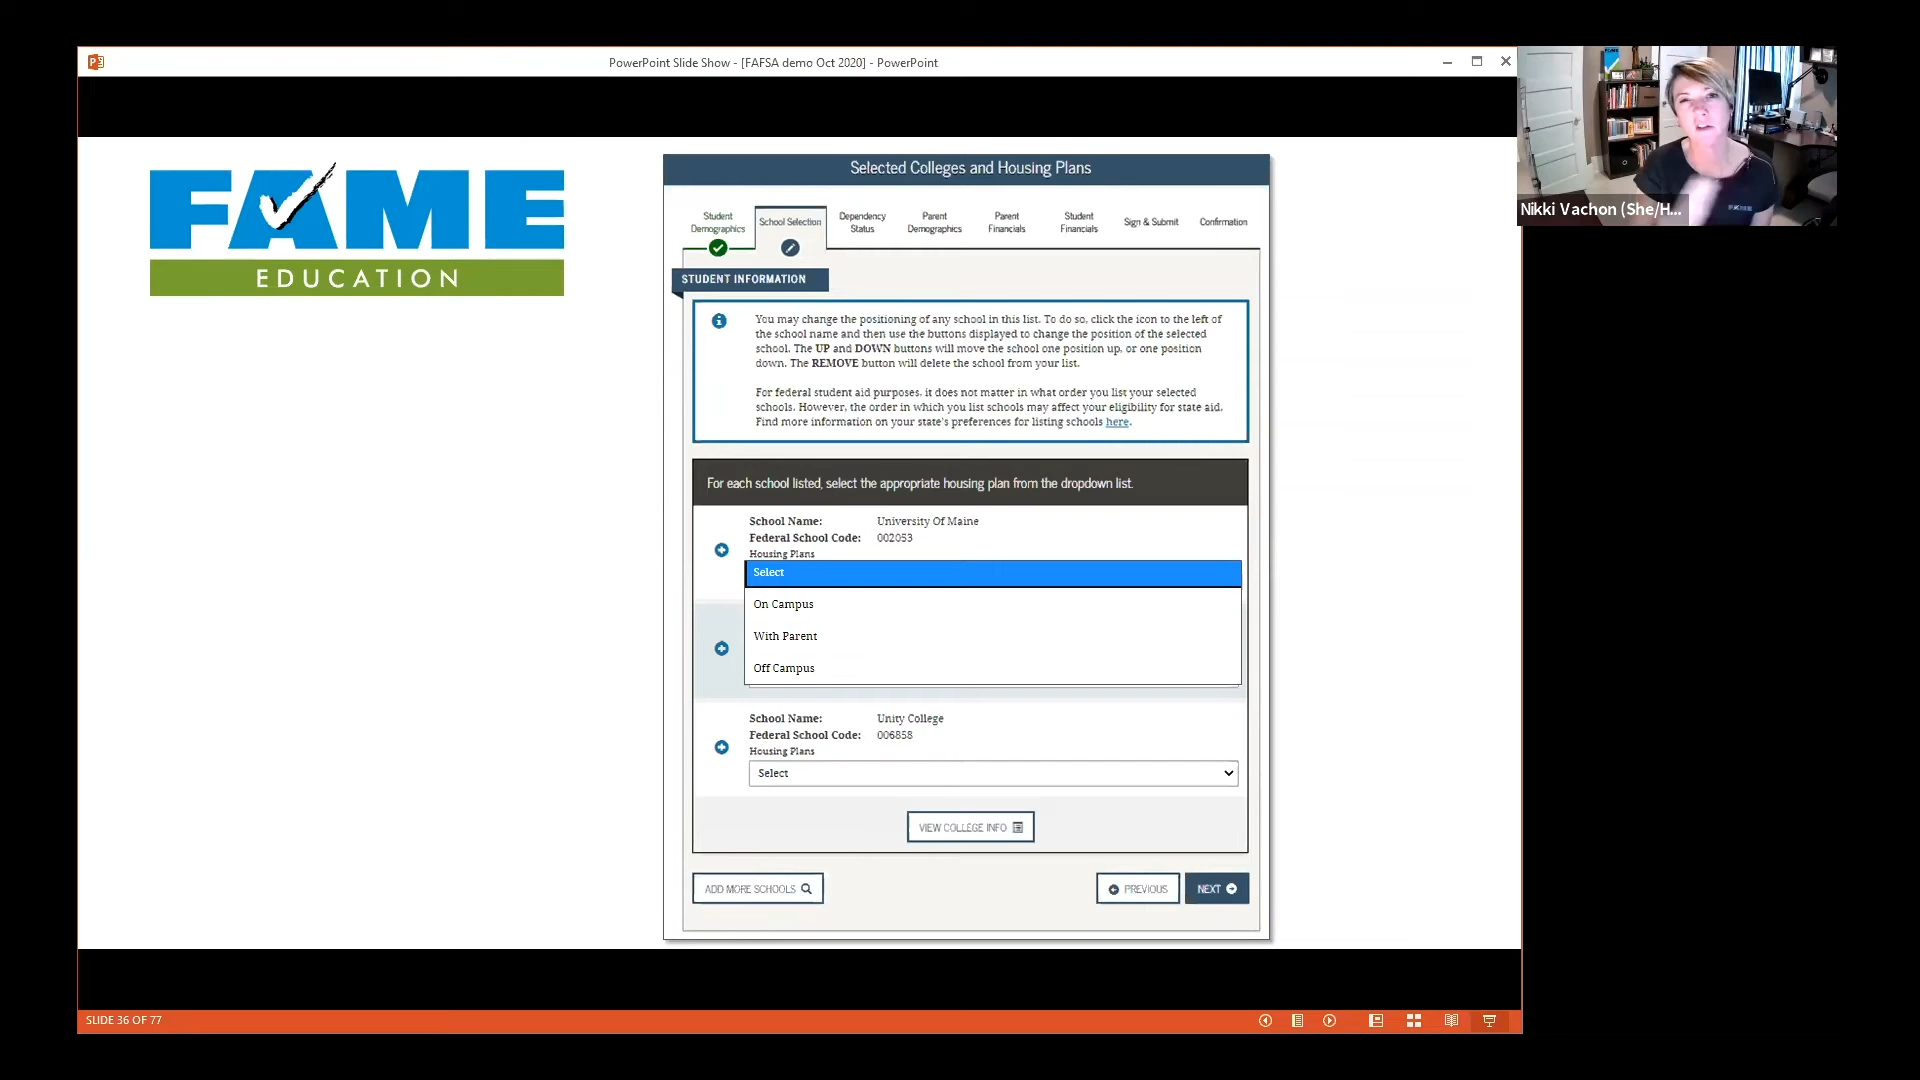 PowerPoint Slide Show - [FAFSA demo Oct 2020] - PowerPoint
FAME
EDUCATION
Selected Colleges and Housing Plans
Student Demographics
School Selection
Dependency Status
Parent Demographics
Parent Financials
Student Financials
Sign & Submit
Confirmation
STUDENT INFORMATION
You may change the positioning of any school in this list. To do so, click the icon to the left of
the school name and then use the buttons displayed to change the position of the selected
school. The UP and DOWN buttons will move the school one position up, or one position
down. The REMOVE button will delete the school from your list.
For federal student aid purposes, it does not matter in what order you list your selected
schools. However, the order in which you list schools may affect your eligibility for state aid.
Find more information on your state's preferences for listing schools here.
For each school listed, select the appropriate housing plan from the dropdown list.
School Name: University Of Maine
Federal School Code: 002053
Housing Plans
Select
On Campus
With Parent
Off Campus
School Name: Unity College
Federal School Code: 006858
Housing Plans
Select
VIEW COLLEGE INFO
ADD MORE SCHOOLS
PREVIOUS
NEXT
SLIDE 36 OF 77
Nikki Vachon (She/H...